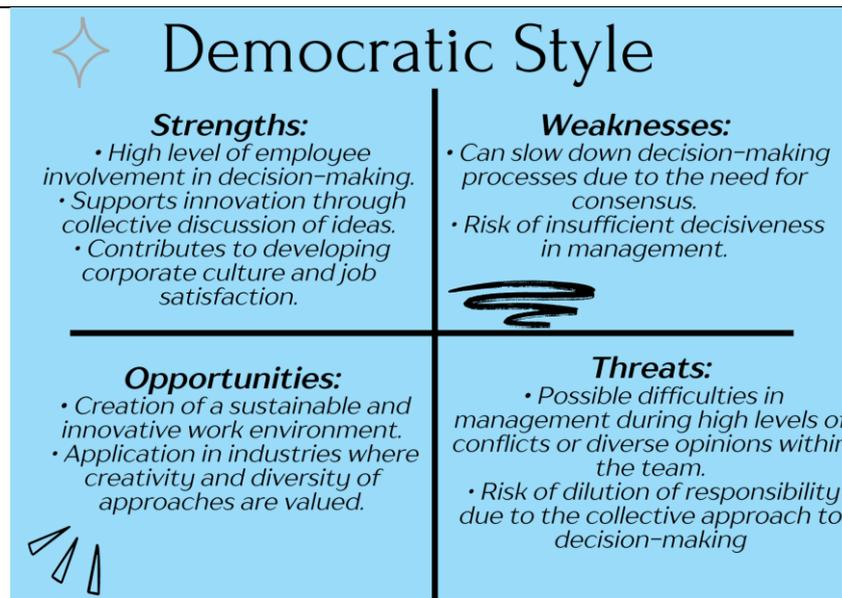 Democratic Style
Strengths:
• High level of employee
involvement in decision-making.
• Supports innovation through
collective discussion of ideas.
• Contributes to developing
corporate culture and job
satisfaction.
Weaknesses:
• Can slow down decision-making
processes due to the need for
consensus.
• Risk of insufficient decisiveness
in management.
Opportunities:
• Creation of a sustainable and
innovative work environment.
• Application in industries where
creativity and diversity of
approaches are valued.
Threats:
• Possible difficulties in
management during high levels of
conflicts or diverse opinions within
the team.
• Risk of dilution of responsibility
due to the collective approach to
decision-making